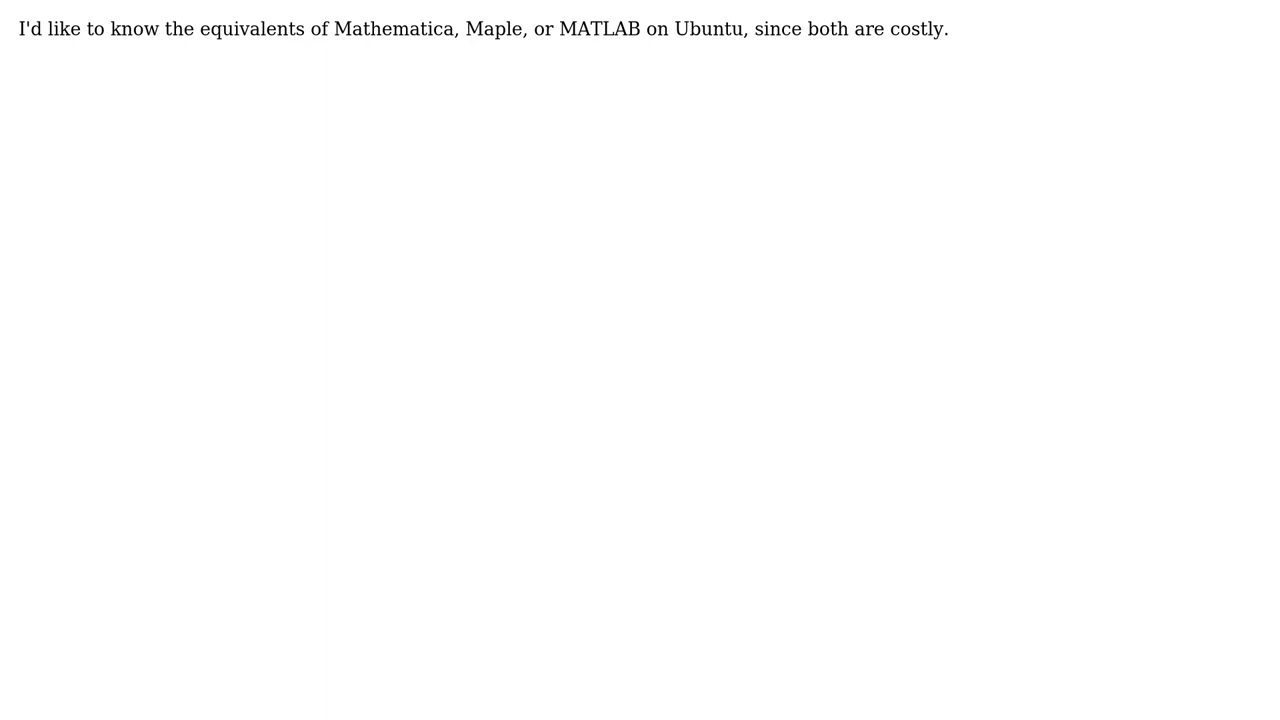 I'd like to know the equivalents of Mathematica, Maple, or MATLAB on Ubuntu, since both are costly.